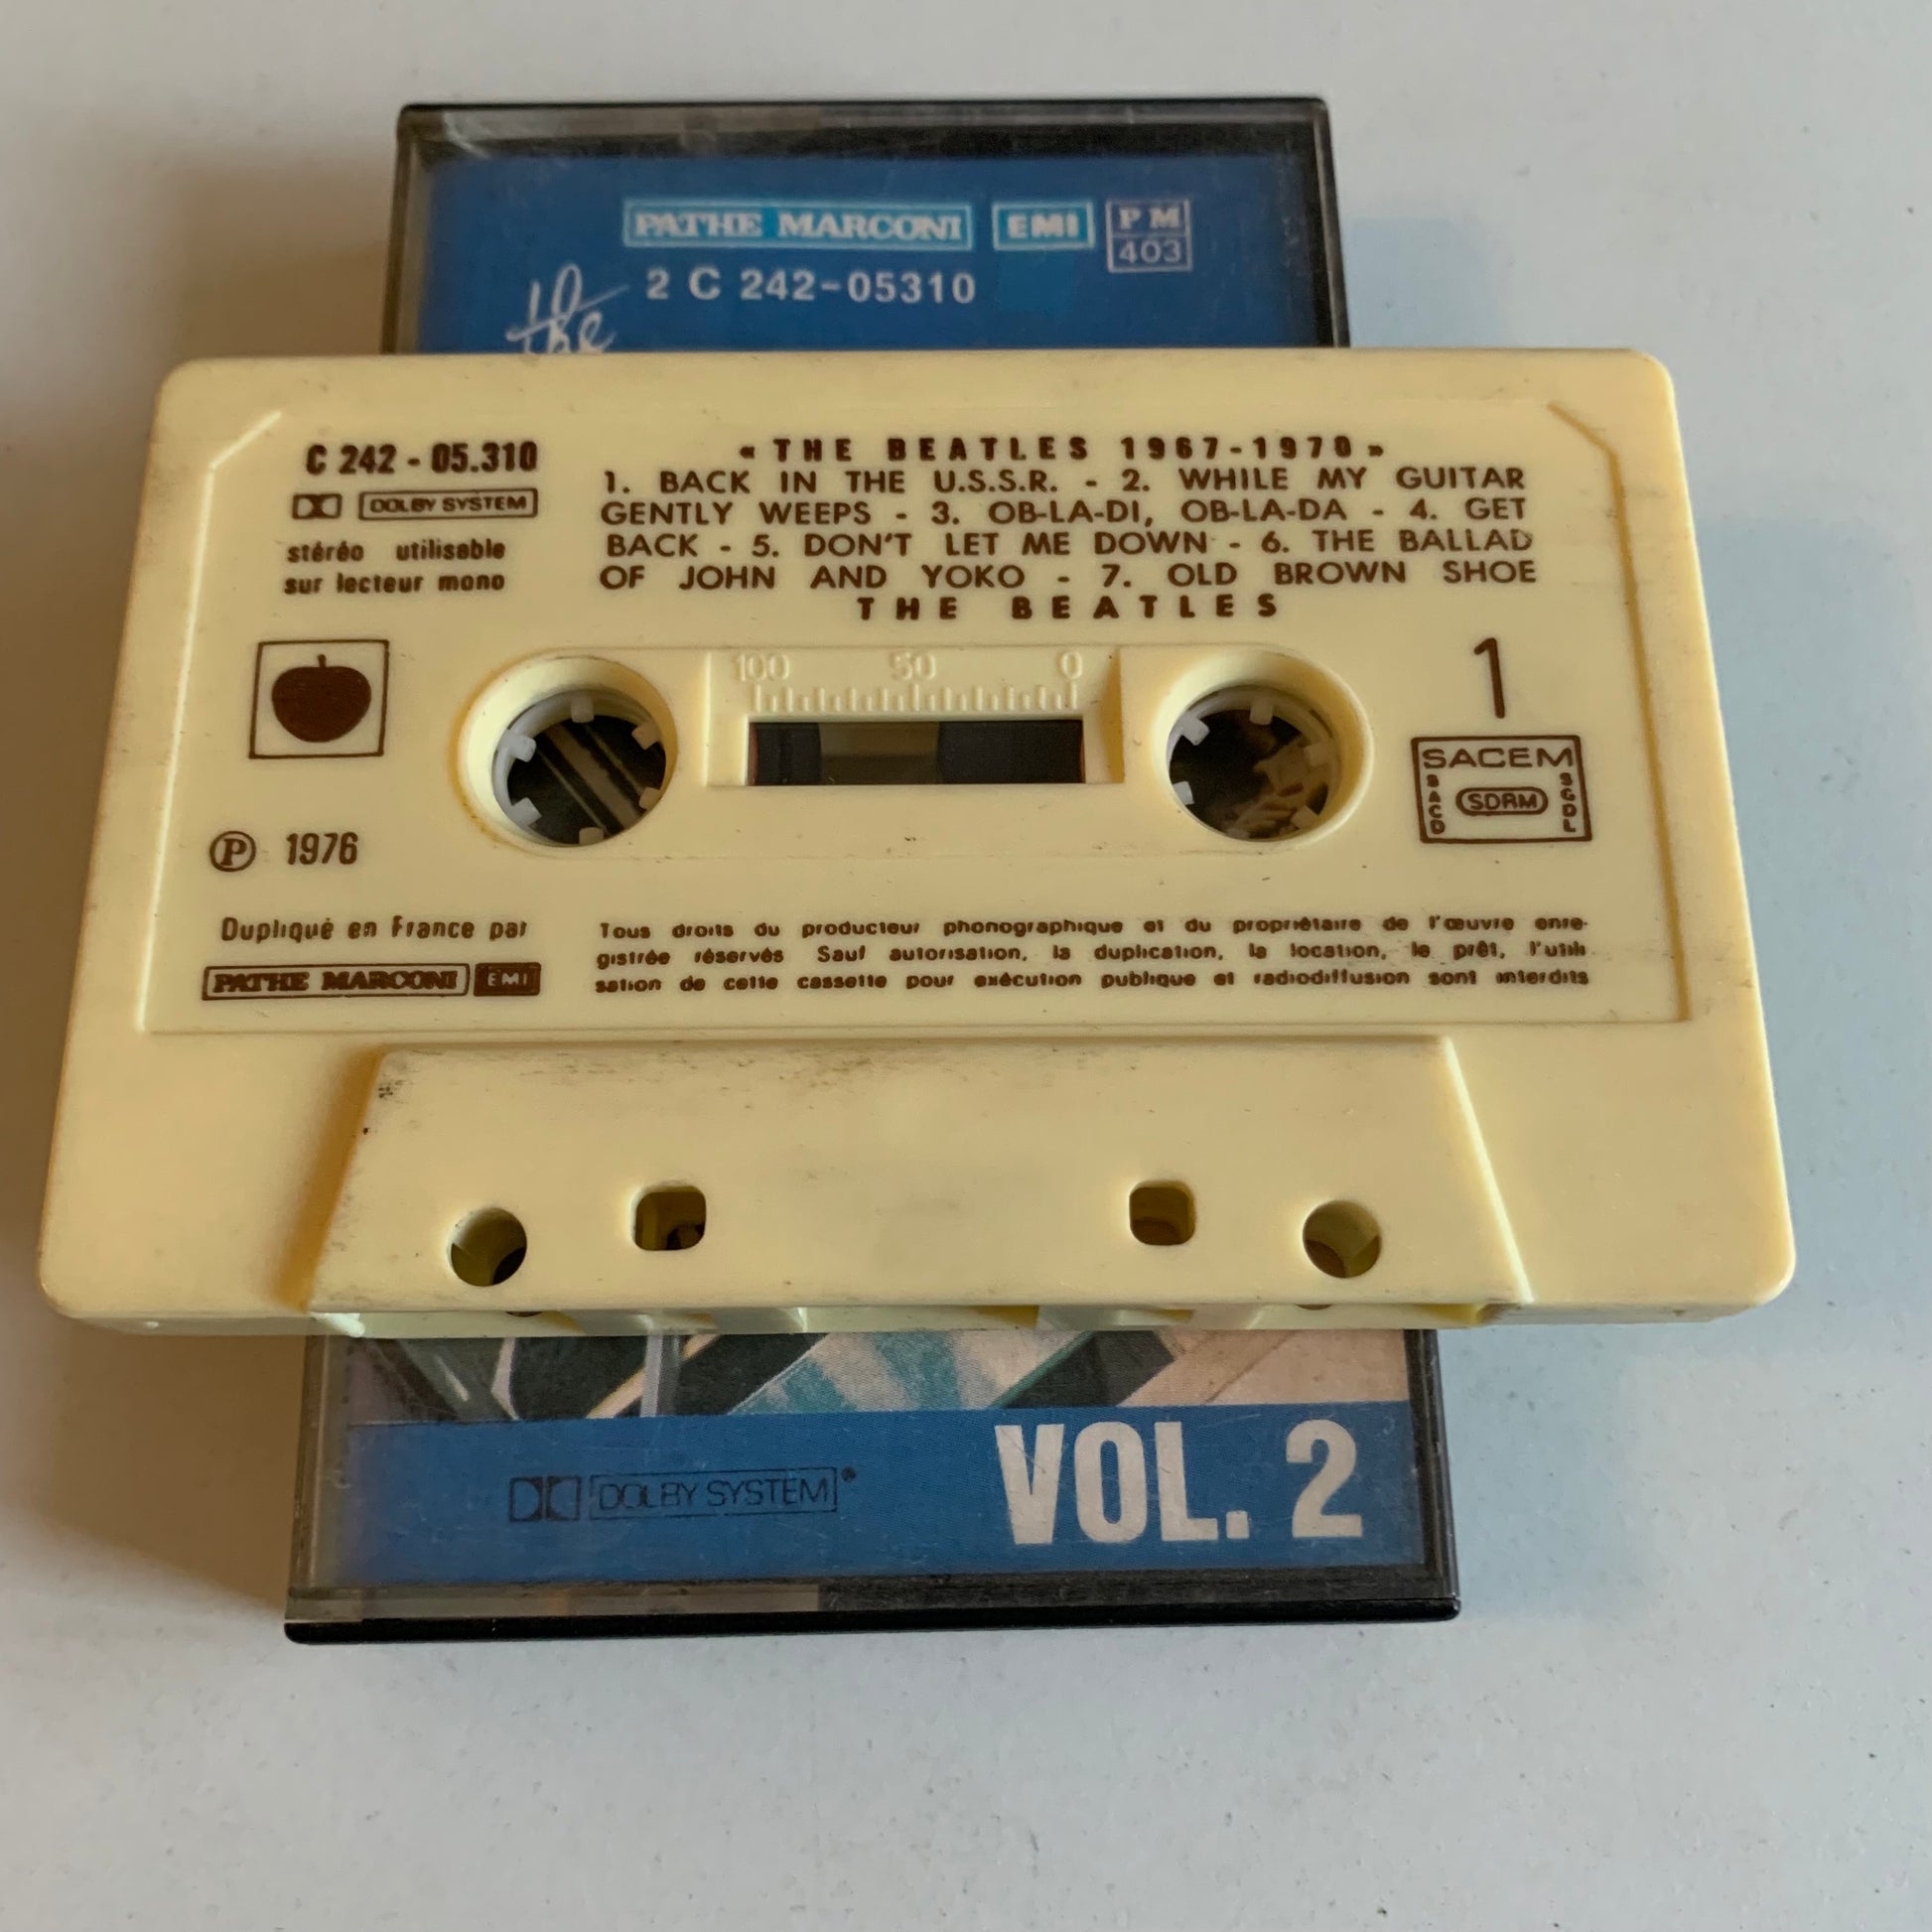 PATHE MARCONI EMI PM
403
2 C 242-05310
the
C 242 - 05.310
DOLBY SYSTEM
stéréo utilisable
sur lecteur mono
« THE BEATLES 1967-1970 »
1. BACK IN THE U.S.S.R. - 2. WHILE MY GUITAR
GENTLY WEEPS - 3. OB-LA-DI, OB-LA-DA - 4. GET
BACK - 5. DON'T LET ME DOWN - 6. THE BALLAD
OF JOHN AND YOKO - 7. OLD BROWN SHOE
THE BEATLES
100 50 0
1
SACEM
SACD
SDRM
SGDL
℗ 1976
Dupliqué en France par
PATHE MARCONI EMI
Tous droits du producteur phonographique et du propriétaire de l'œuvre enre-
gistrée réservés Sauf autorisation, la duplication, la location, le prêt, l'utili-
sation de cette cassette pour exécution publique et radiodiffusion sont interdits
DOLBY SYSTEM
VOL. 2